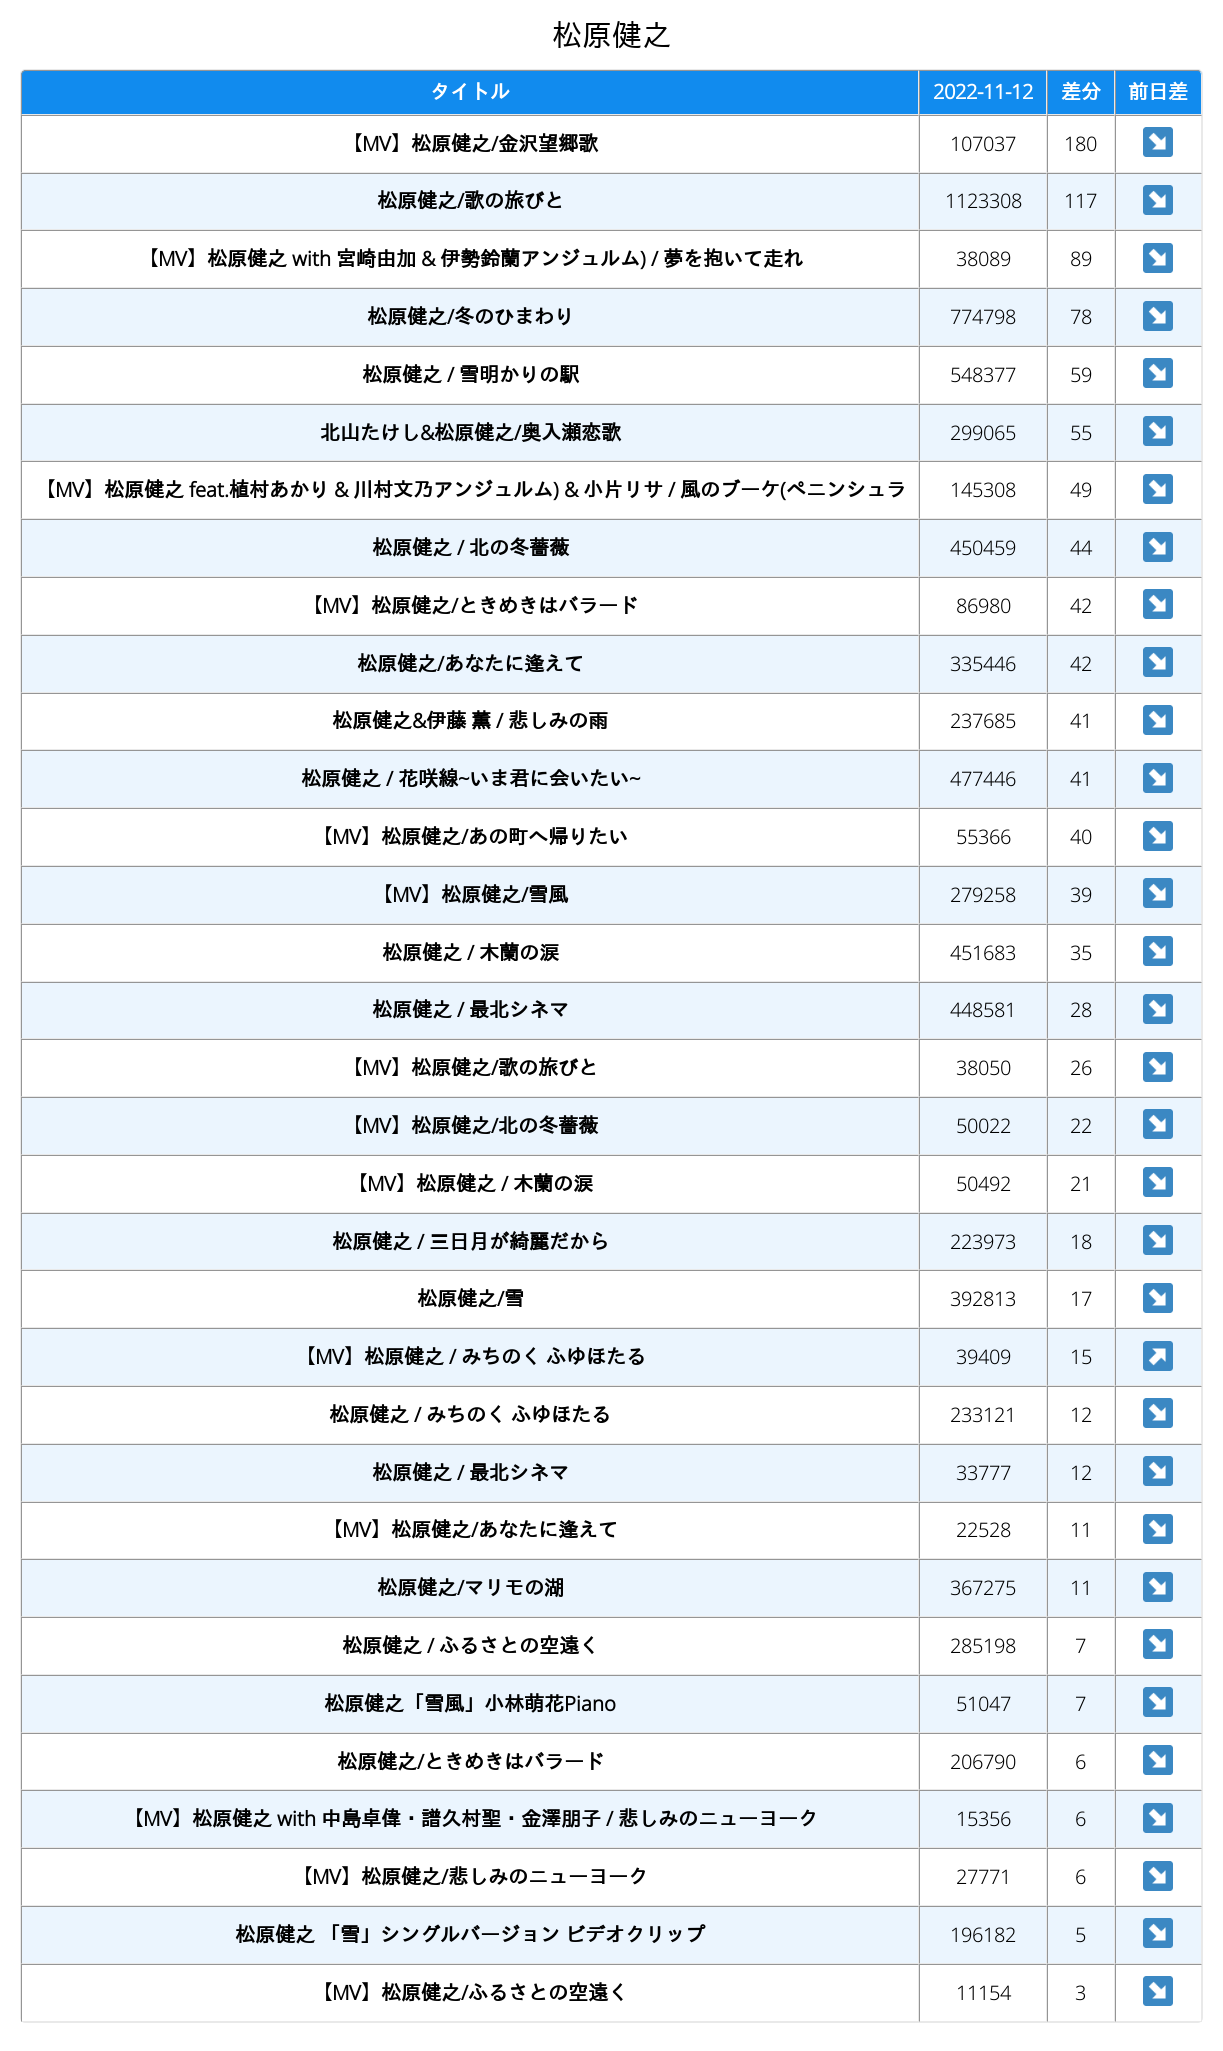 松原健之
タイトル 2022-11-12 差分 前日差
【MV】松原健之/金沢望郷歌 107037 180
松原健之/歌の旅びと 1123308 117
【MV】松原健之 with 宮崎由加 & 伊勢鈴蘭アンジュルム) / 夢を抱いて走れ 38089 89
松原健之/冬のひまわり 774798 78
松原健之 / 雪明かりの駅 548377 59
北山たけし&松原健之/奥入瀬恋歌 299065 55
【MV】松原健之 feat.植村あかり & 川村文乃アンジュルム) & 小片リサ / 風のブーケ(ペニンシュラ 145308 49
松原健之 / 北の冬薔薇 450459 44
【MV】松原健之/ときめきはバラード 86980 42
松原健之/あなたに逢えて 335446 42
松原健之&伊藤 薫 / 悲しみの雨 237685 41
松原健之 / 花咲線~いま君に会いたい~ 477446 41
【MV】松原健之/あの町へ帰りたい 55366 40
【MV】松原健之/雪風 279258 39
松原健之 / 木蘭の涙 451683 35
松原健之 / 最北シネマ 448581 28
【MV】松原健之/歌の旅びと 38050 26
【MV】松原健之/北の冬薔薇 50022 22
【MV】松原健之 / 木蘭の涙 50492 21
松原健之 / 三日月が綺麗だから 223973 18
松原健之/雪 392813 17
【MV】松原健之 / みちのく ふゆほたる 39409 15
松原健之 / みちのく ふゆほたる 233121 12
松原健之 / 最北シネマ 33777 12
【MV】松原健之/あなたに逢えて 22528 11
松原健之/マリモの湖 367275 11
松原健之 / ふるさとの空遠く 285198 7
松原健之「雪風」小林萌花Piano 51047 7
松原健之/ときめきはバラード 206790 6
【MV】松原健之 with 中島卓偉・譜久村聖・金澤朋子 / 悲しみのニューヨーク 15356 6
【MV】松原健之/悲しみのニューヨーク 27771 6
松原健之 「雪」シングルバージョン ビデオクリップ 196182 5
【MV】松原健之/ふるさとの空遠く 11154 3